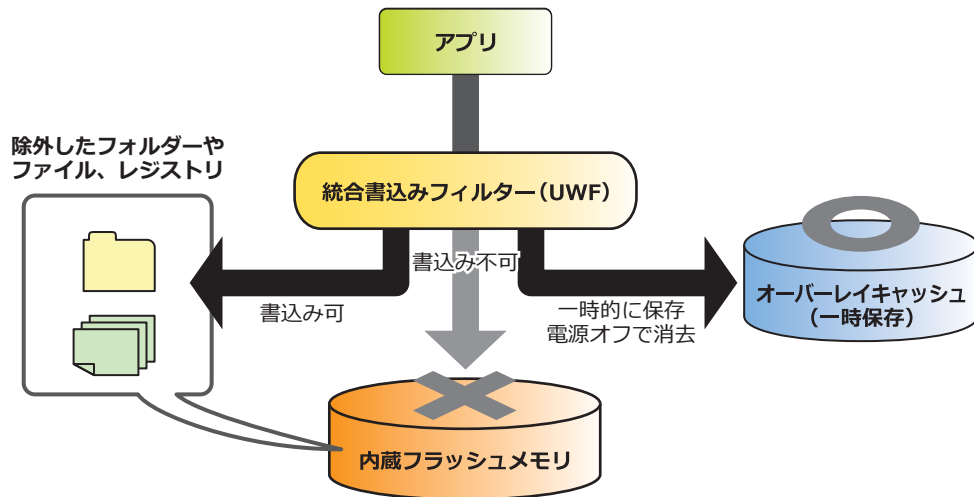 アプリ
除外したフォルダーや
ファイル、レジストリ
統合書込みフィルター（UWF）
書込み不可
書込み可
一時的に保存
電源オフで消去
オーバーレイキャッシュ
（一時保存）
内蔵フラッシュメモリ